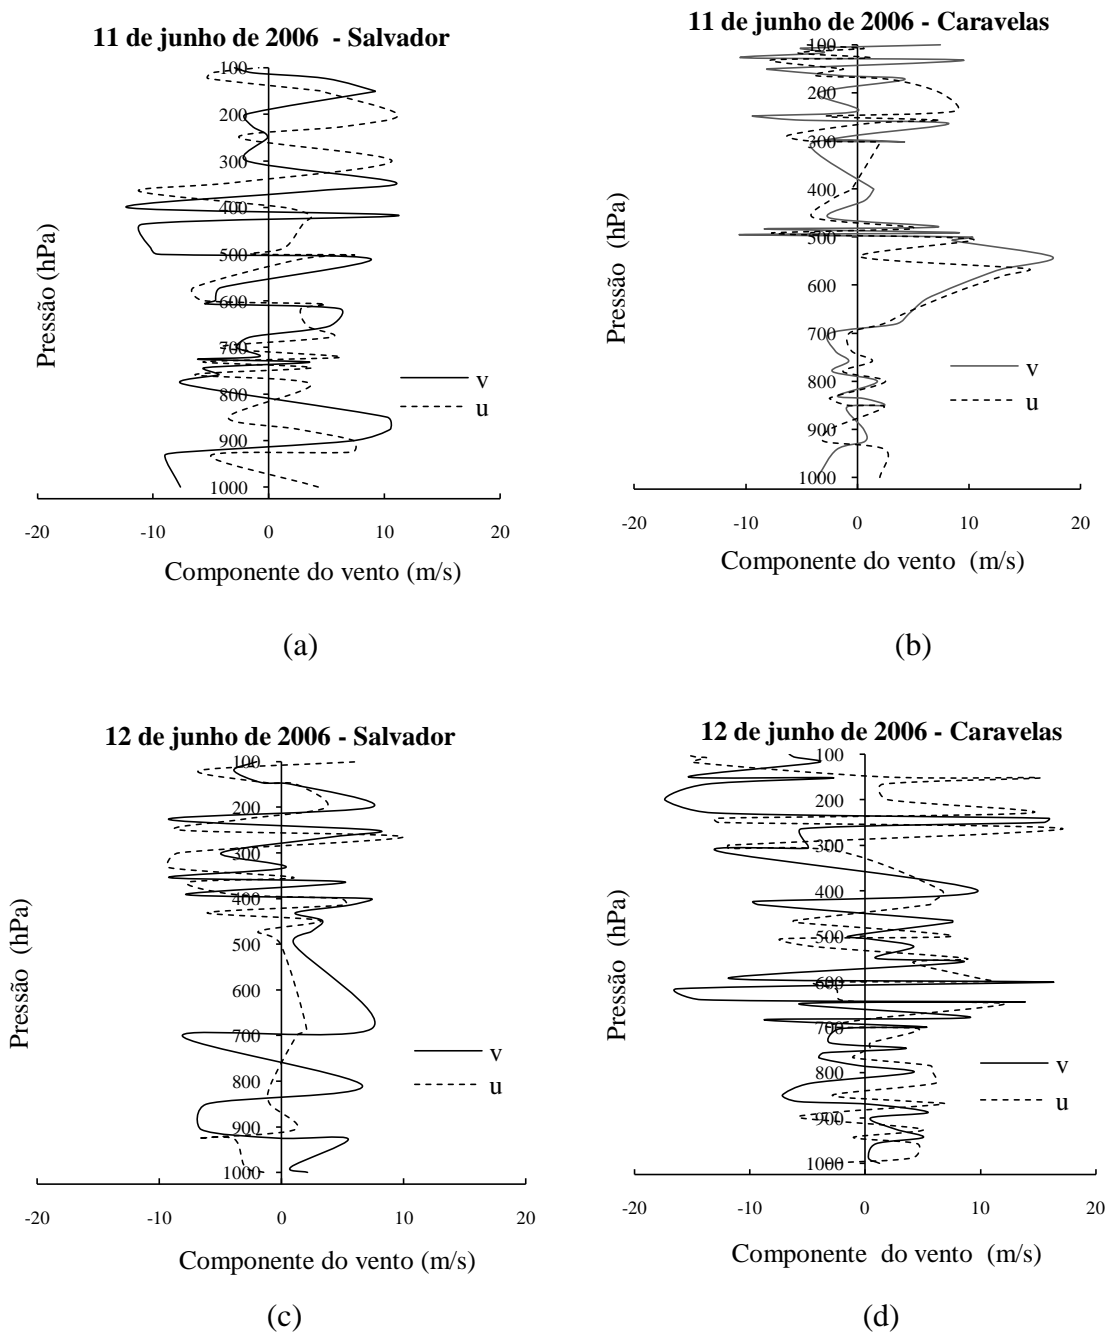 11 de junho de 2006 - Salvador
100
200
300
400
500
600
700
800
900
1000
Pressão (hPa)
v
u
-20 -10 0 10 20
Componente do vento (m/s)
(a)
11 de junho de 2006 - Caravelas
100
200
300
400
500
600
700
800
900
1000
Pressão (hPa)
v
u
-20 -10 0 10 20
Componente do vento (m/s)
(b)
12 de junho de 2006 - Salvador
100
200
300
400
500
600
700
800
900
1000
Pressão (hPa)
v
u
-20 -10 0 10 20
Componente do vento (m/s)
(c)
12 de junho de 2006 - Caravelas
100
200
300
400
500
600
700
800
900
1000
Pressão (hPa)
v
u
-20 -10 0 10 20
Componente do vento (m/s)
(d)